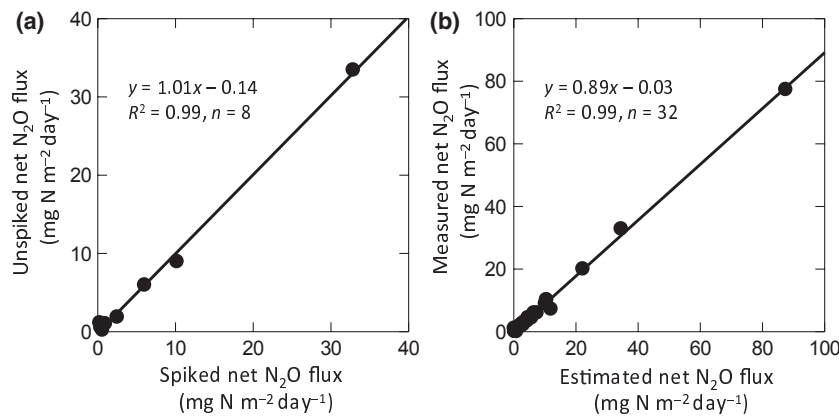 (a)
40
30
20
10
0
Unspiked net N₂O flux
(mg N m⁻² day⁻¹)
y = 1.01x – 0.14
R² = 0.99, n = 8
0 10 20 30 40
Spiked net N₂O flux
(mg N m⁻² day⁻¹)
(b)
100
80
60
40
20
0
Measured net N₂O flux
(mg N m⁻² day⁻¹)
y = 0.89x – 0.03
R² = 0.99, n = 32
0 20 40 60 80 100
Estimated net N₂O flux
(mg N m⁻² day⁻¹)